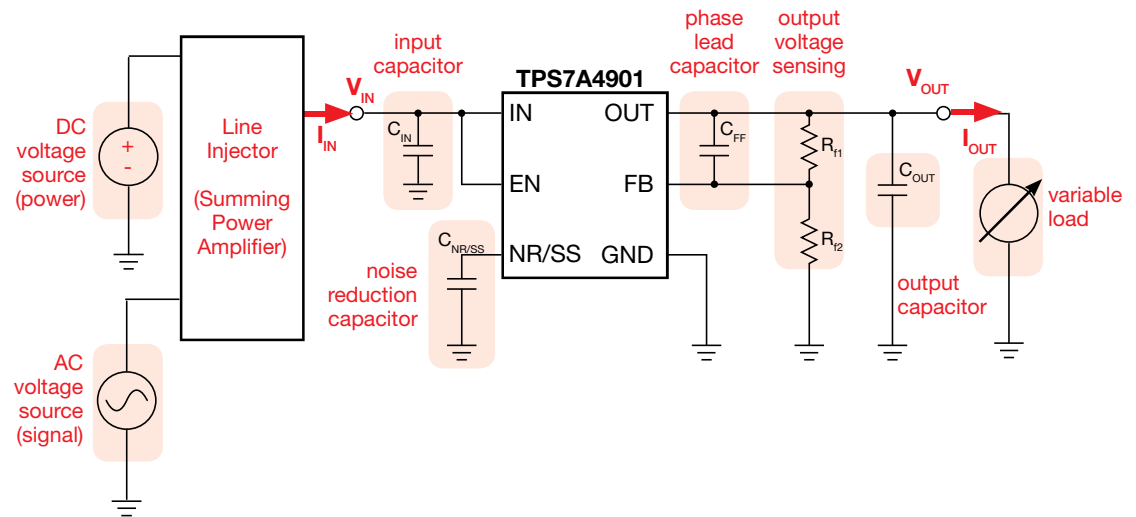 DC
voltage
source
(power)
+
-
AC
voltage
source
(signal)
Line
Injector
(Summing
Power
Amplifier)
V_IN
I_IN
input
capacitor
C_IN
C_NR/SS
noise
reduction
capacitor
TPS7A4901
IN
EN
NR/SS
OUT
FB
GND
phase
lead
capacitor
C_FF
output
voltage
sensing
R_f1
R_f2
C_OUT
output
capacitor
V_OUT
I_OUT
variable
load